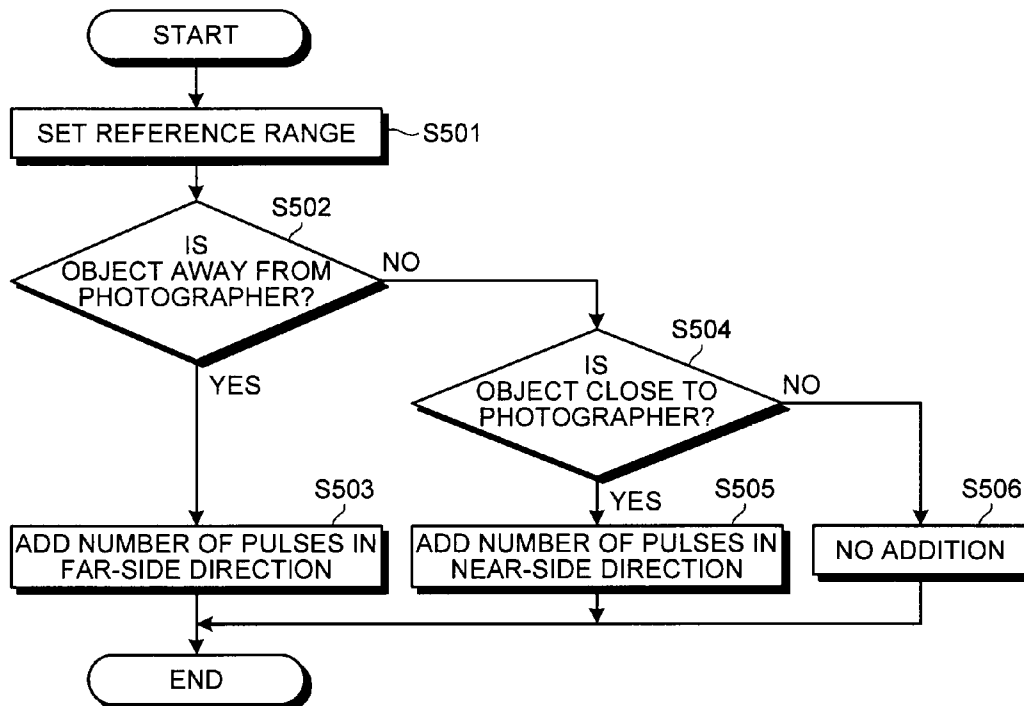 START
SET REFERENCE RANGE
S501
S502
IS
OBJECT AWAY FROM
PHOTOGRAPHER?
NO
YES
S504
IS
OBJECT CLOSE TO
PHOTOGRAPHER?
NO
YES
S503
ADD NUMBER OF PULSES IN
FAR-SIDE DIRECTION
S505
ADD NUMBER OF PULSES IN
NEAR-SIDE DIRECTION
S506
NO ADDITION
END